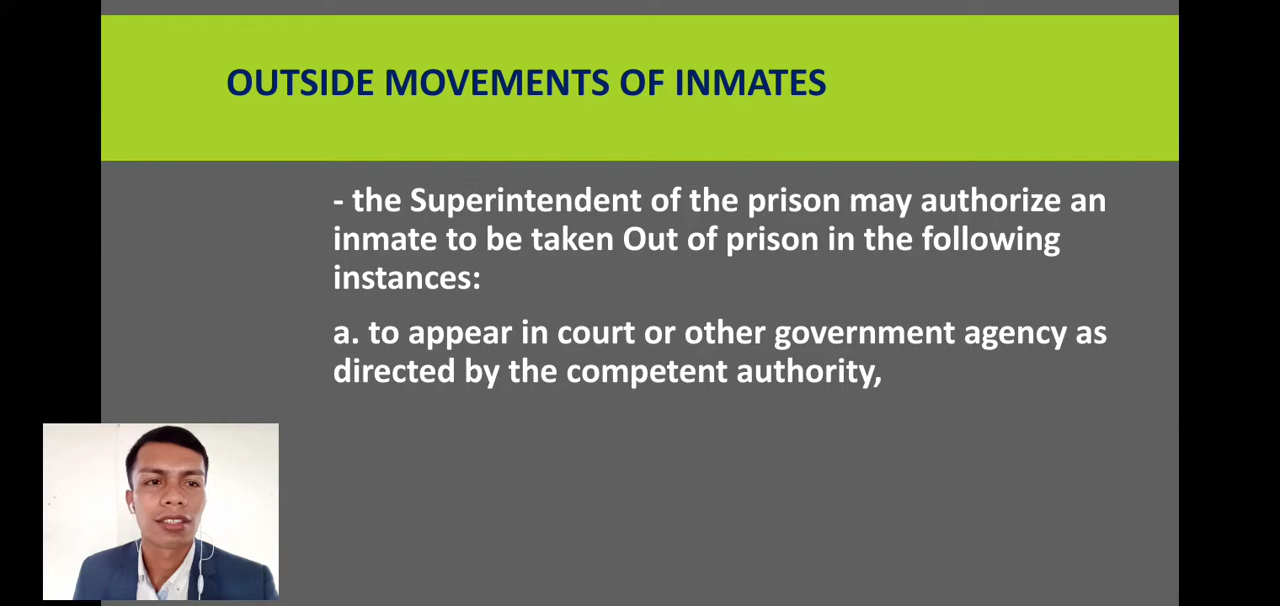 OUTSIDE MOVEMENTS OF INMATES
- the Superintendent of the prison may authorize an
inmate to be taken Out of prison in the following
instances:
a. to appear in court or other government agency as
directed by the competent authority,